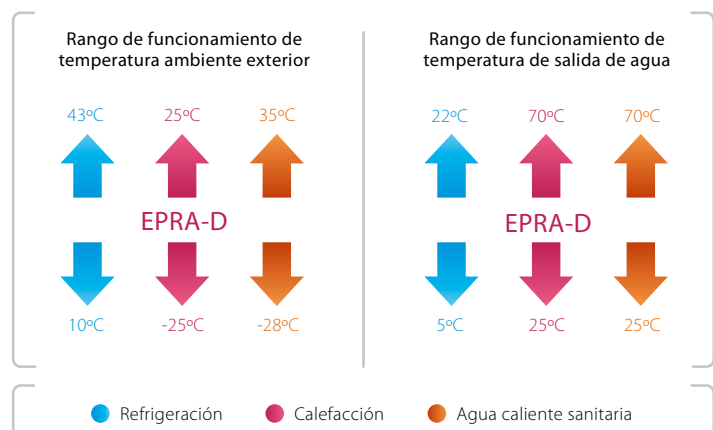 Rango de funcionamiento de
temperatura ambiente exterior
43ºC 25ºC 35ºC
EPRA-D
10ºC -25ºC -28ºC
Rango de funcionamiento de
temperatura de salida de agua
22ºC 70ºC 70ºC
EPRA-D
5ºC 25ºC 25ºC
Refrigeración Calefacción Agua caliente sanitaria